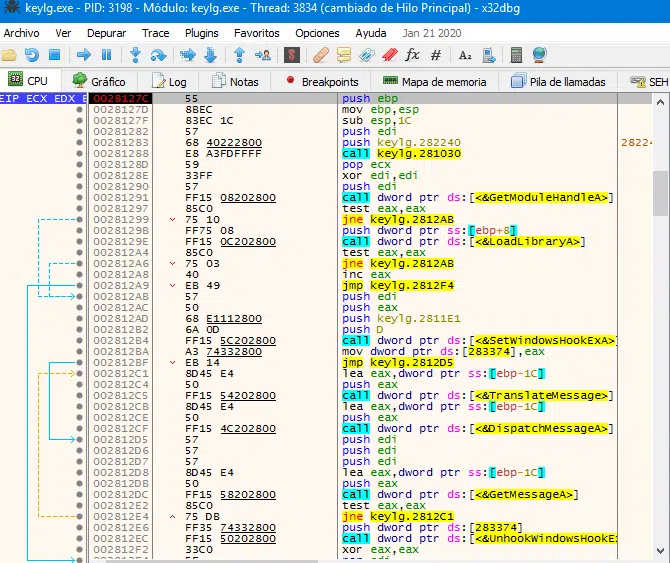 keylg.exe - PID: 3198 - Módulo: keylg.exe - Thread: 3834 (cambiado de Hilo Principal) - x32dbg
Archivo Ver Depurar Trace Plugins Favoritos Opciones Ayuda Jan 21 2020
CPU Gráfico Log Notas Breakpoints Mapa de memoria Pila de llamadas SEH
EIP ECX EDX E 0028127C 55 push ebp
0028127D 8BEC mov ebp,esp
0028127F 83EC 1C sub esp,1C
00281282 57 push edi
00281283 68 40222800 push keylg.282240 28224
00281288 E8 A3FDFFFF call keylg.281030
0028128D 59 pop ecx
0028128E 33FF xor edi,edi
00281290 57 push edi
00281291 FF15 08202800 call dword ptr ds:[<&GetModuleHandleA>]
00281297 85C0 test eax,eax
00281299 75 10 jne keylg.2812AB
0028129B FF75 08 push dword ptr ss:[ebp+8]
0028129E FF15 0C202800 call dword ptr ds:[<&LoadLibraryA>]
002812A4 85C0 test eax,eax
002812A6 75 03 jne keylg.2812AB
002812A8 40 inc eax
002812A9 EB 49 jmp keylg.2812F4
002812AB 57 push edi
002812AC 50 push eax
002812AD 68 E1112800 push keylg.2811E1
002812B2 6A 0D push D
002812B4 FF15 5C202800 call dword ptr ds:[<&SetWindowsHookExA>]
002812BA A3 74332800 mov dword ptr ds:[283374],eax
002812BF EB 14 jmp keylg.2812D5
002812C1 8D45 E4 lea eax,dword ptr ss:[ebp-1C]
002812C4 50 push eax
002812C5 FF15 54202800 call dword ptr ds:[<&TranslateMessage>]
002812CB 8D45 E4 lea eax,dword ptr ss:[ebp-1C]
002812CE 50 push eax
002812CF FF15 4C202800 call dword ptr ds:[<&DispatchMessageA>]
002812D5 57 push edi
002812D6 57 push edi
002812D7 57 push edi
002812D8 8D45 E4 lea eax,dword ptr ss:[ebp-1C]
002812DB 50 push eax
002812DC FF15 58202800 call dword ptr ds:[<&GetMessageA>]
002812E2 85C0 test eax,eax
002812E4 75 DB jne keylg.2812C1
002812E6 FF35 74332800 push dword ptr ds:[283374]
002812EC FF15 50202800 call dword ptr ds:[<&UnhookWindowsHookE
002812F2 33C0 xor eax,eax